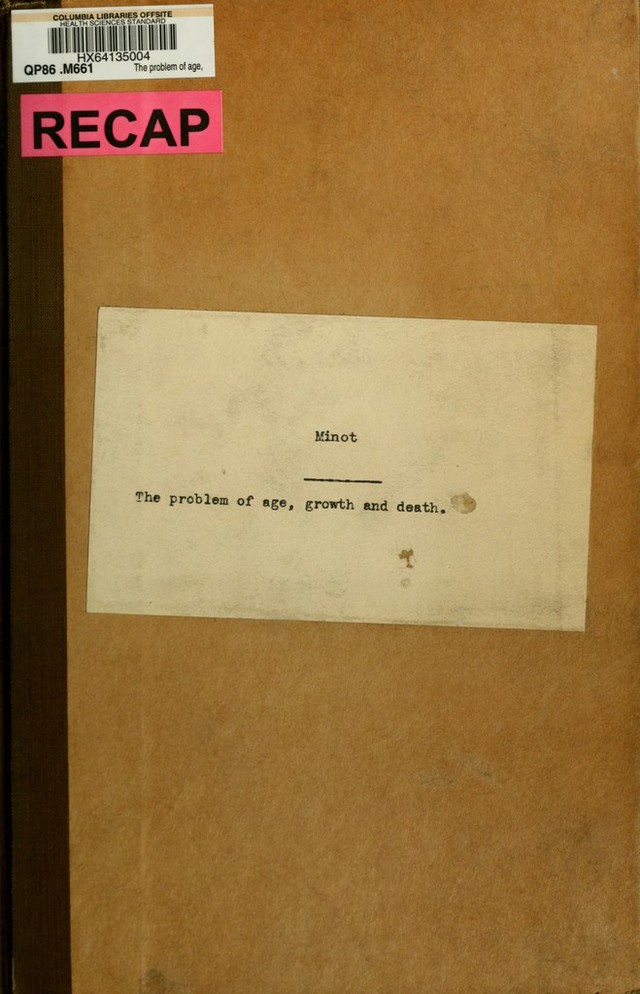 COLUMBIA LIBRARIES OFFSITE
HEALTH SCIENCES STANDARD
HX64135004
QP86 .M661 The problem of age,
RECAP
Minot
The problem of age, growth and death.